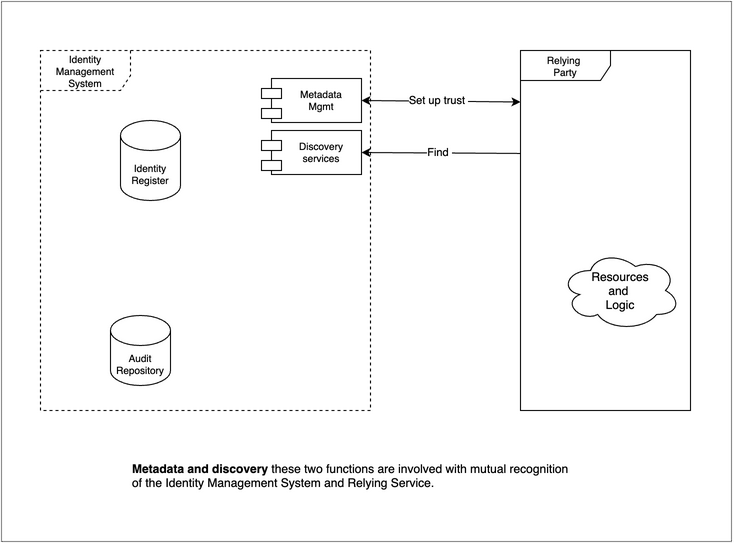 Identity
Management
System
Relying
Party
Metadata
Mgmt
Set up trust
Discovery
services
Find
Identity
Register
Resources
and
Logic
Audit
Repository
Metadata and discovery these two functions are involved with mutual recognition
of the Identity Management System and Relying Service.